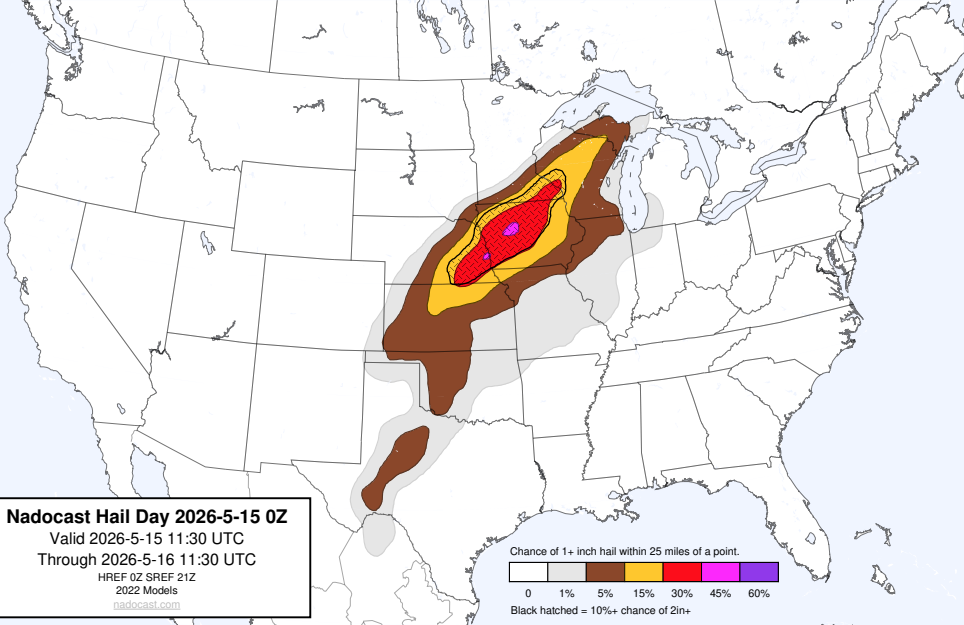 Nadocast Hail Day 2026-5-15 0Z
Valid 2026-5-15 11:30 UTC
Through 2026-5-16 11:30 UTC
HREF 0Z SREF 21Z
2022 Models
nadocast.com
Chance of 1+ inch hail within 25 miles of a point.
0 1% 5% 15% 30% 45% 60%
Black hatched = 10%+ chance of 2in+